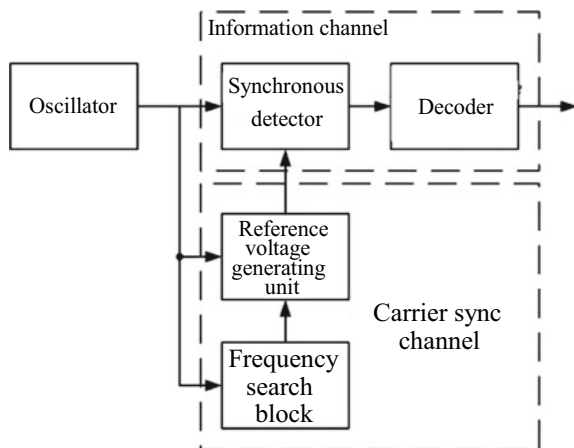 Information channel
Oscillator
Synchronous
detector
Decoder
Reference
voltage
generating
unit
Carrier sync
channel
Frequency
search
block